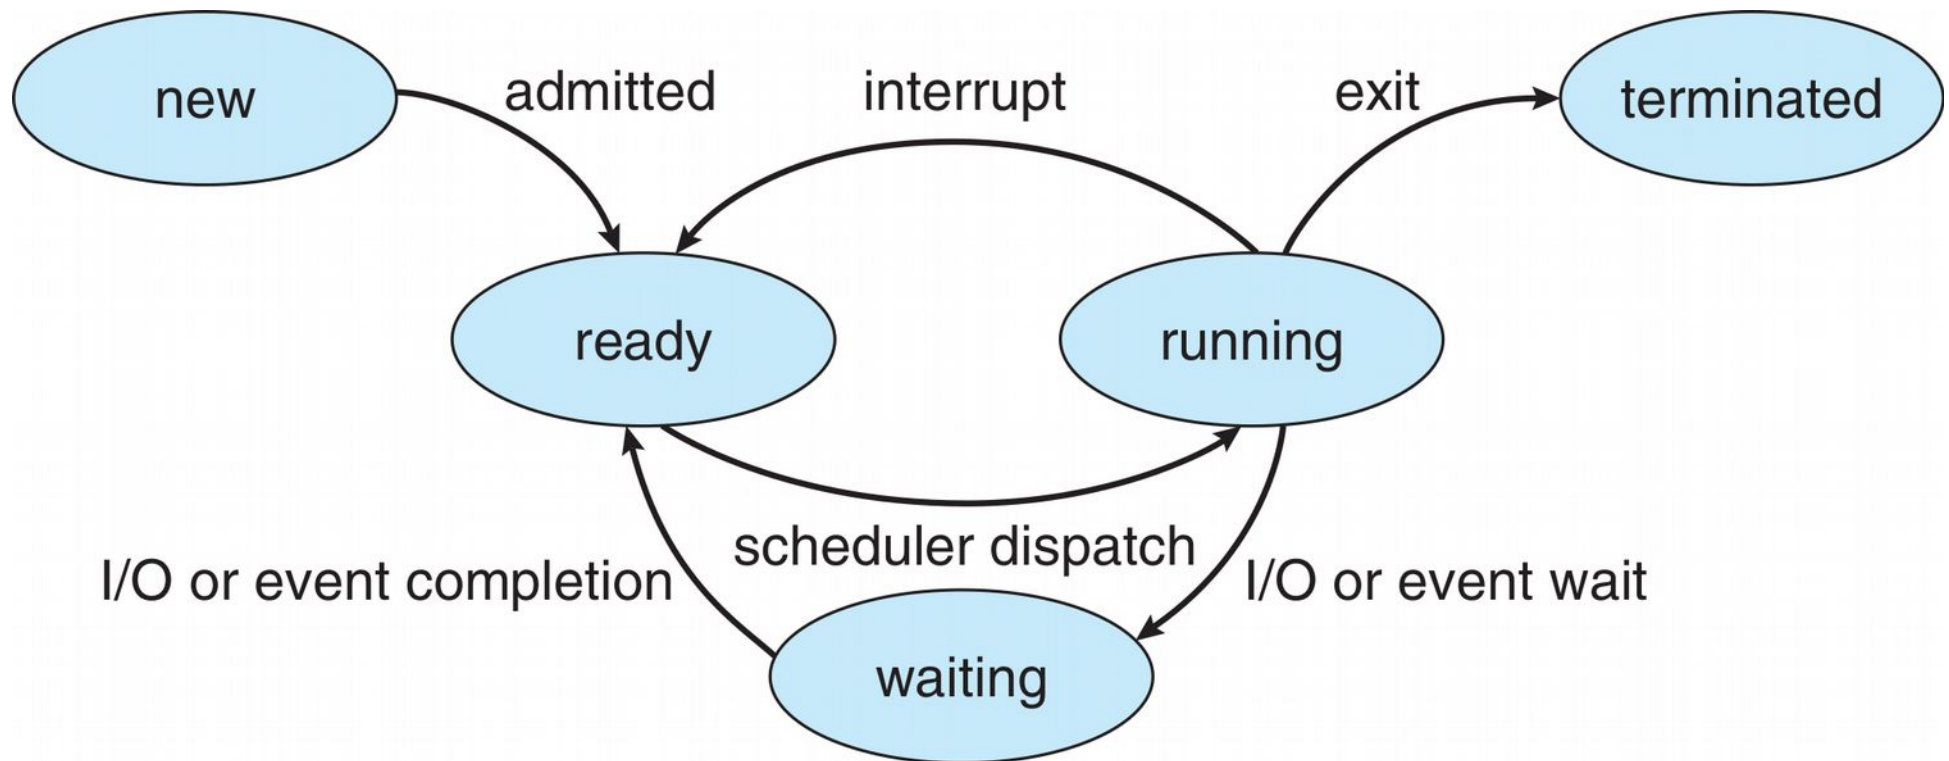 new
admitted
interrupt
exit
terminated
ready
running
scheduler dispatch
I/O or event completion
I/O or event wait
waiting